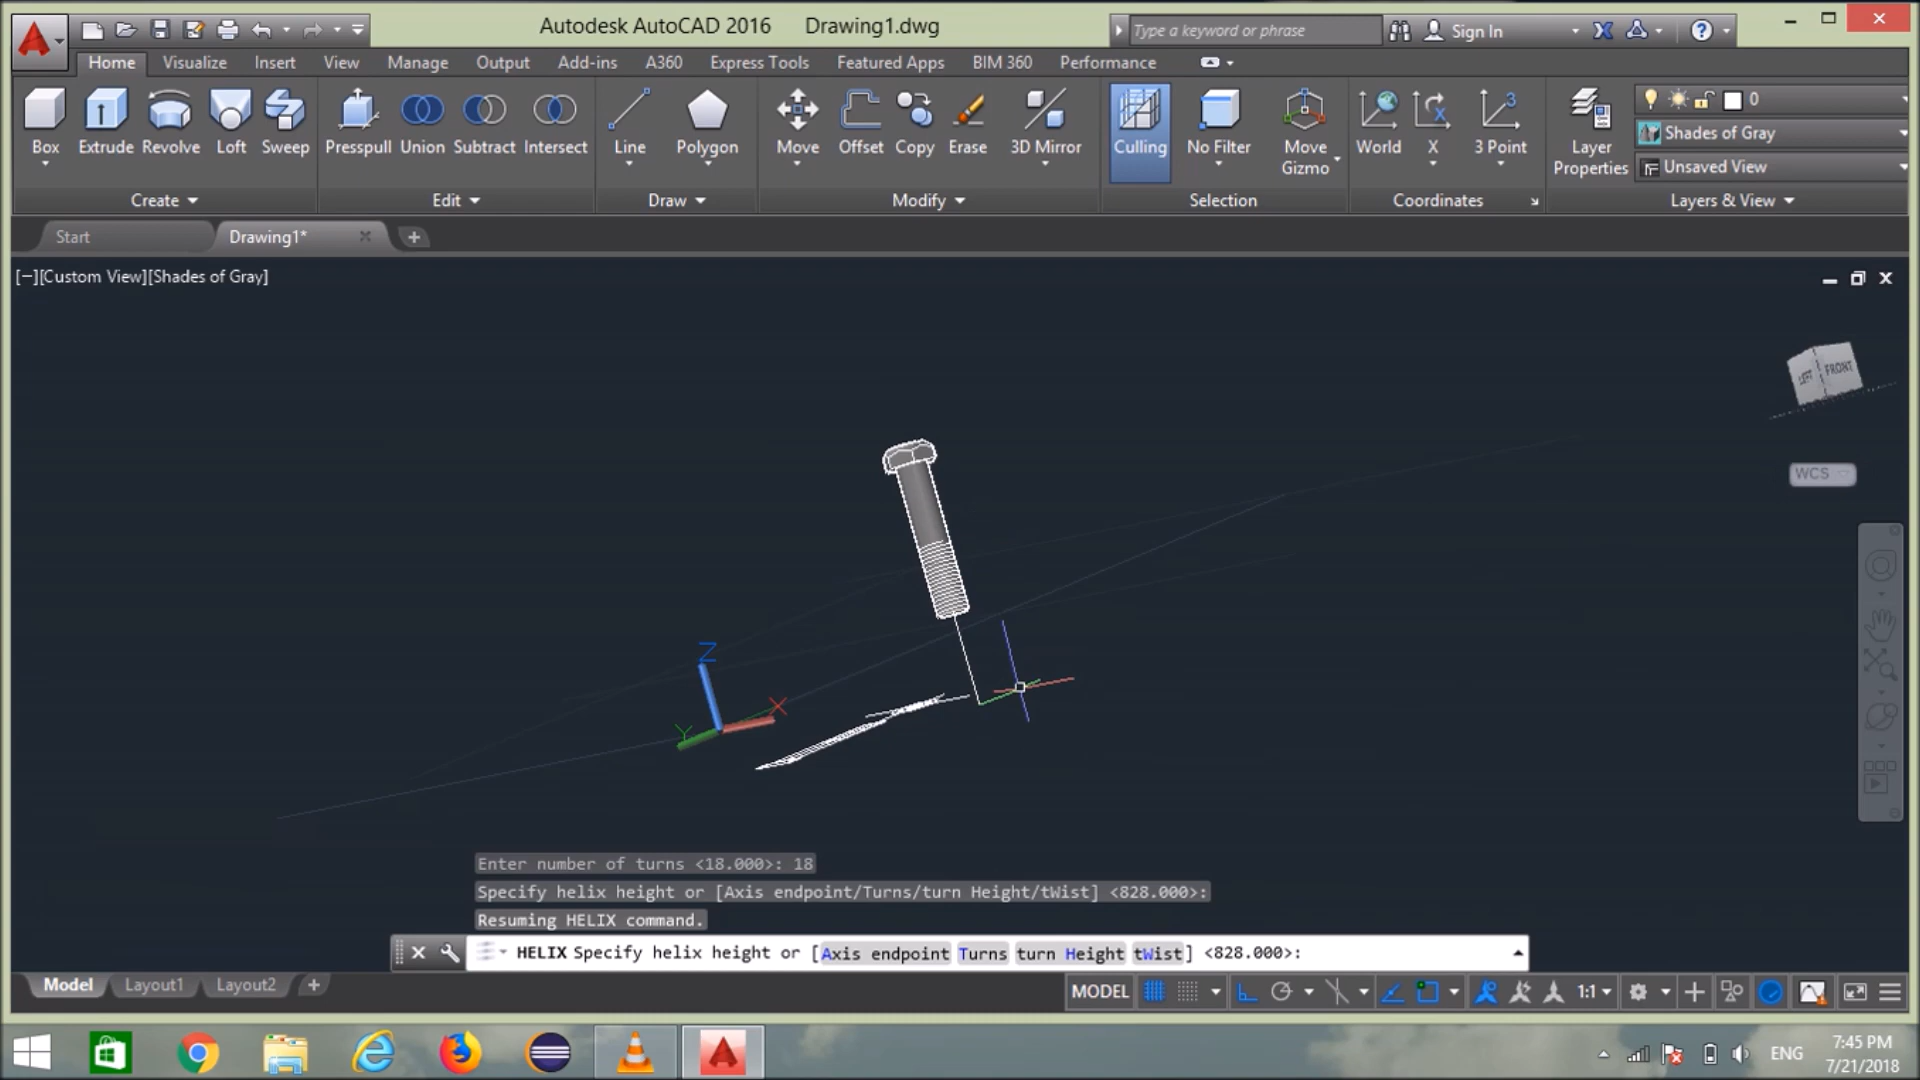 Autodesk AutoCAD 2016 Drawing1.dwg
Type a keyword or phrase
Sign In
Home Visualize Insert View Manage Output Add-ins A360 Express Tools Featured Apps BIM 360 Performance
Box Extrude Revolve Loft Sweep Presspull Union Subtract Intersect Line Polygon Move Offset Copy Erase 3D Mirror Culling No Filter Move Gizmo World X 3 Point Layer Properties
0
Shades of Gray
Unsaved View
Create Edit Draw Modify Selection Coordinates Layers & View
Start Drawing1*
[−][Custom View][Shades of Gray]
LEFT FRONT
WCS
Z
X
Y
Enter number of turns <18.000>: 18
Specify helix height or [Axis endpoint/Turns/turn Height/tWist] <828.000>:
Resuming HELIX command.
HELIX Specify helix height or [Axis endpoint Turns turn Height tWist] <828.000>:
Model Layout1 Layout2
MODEL 1:1
ENG
7:45 PM
7/21/2018